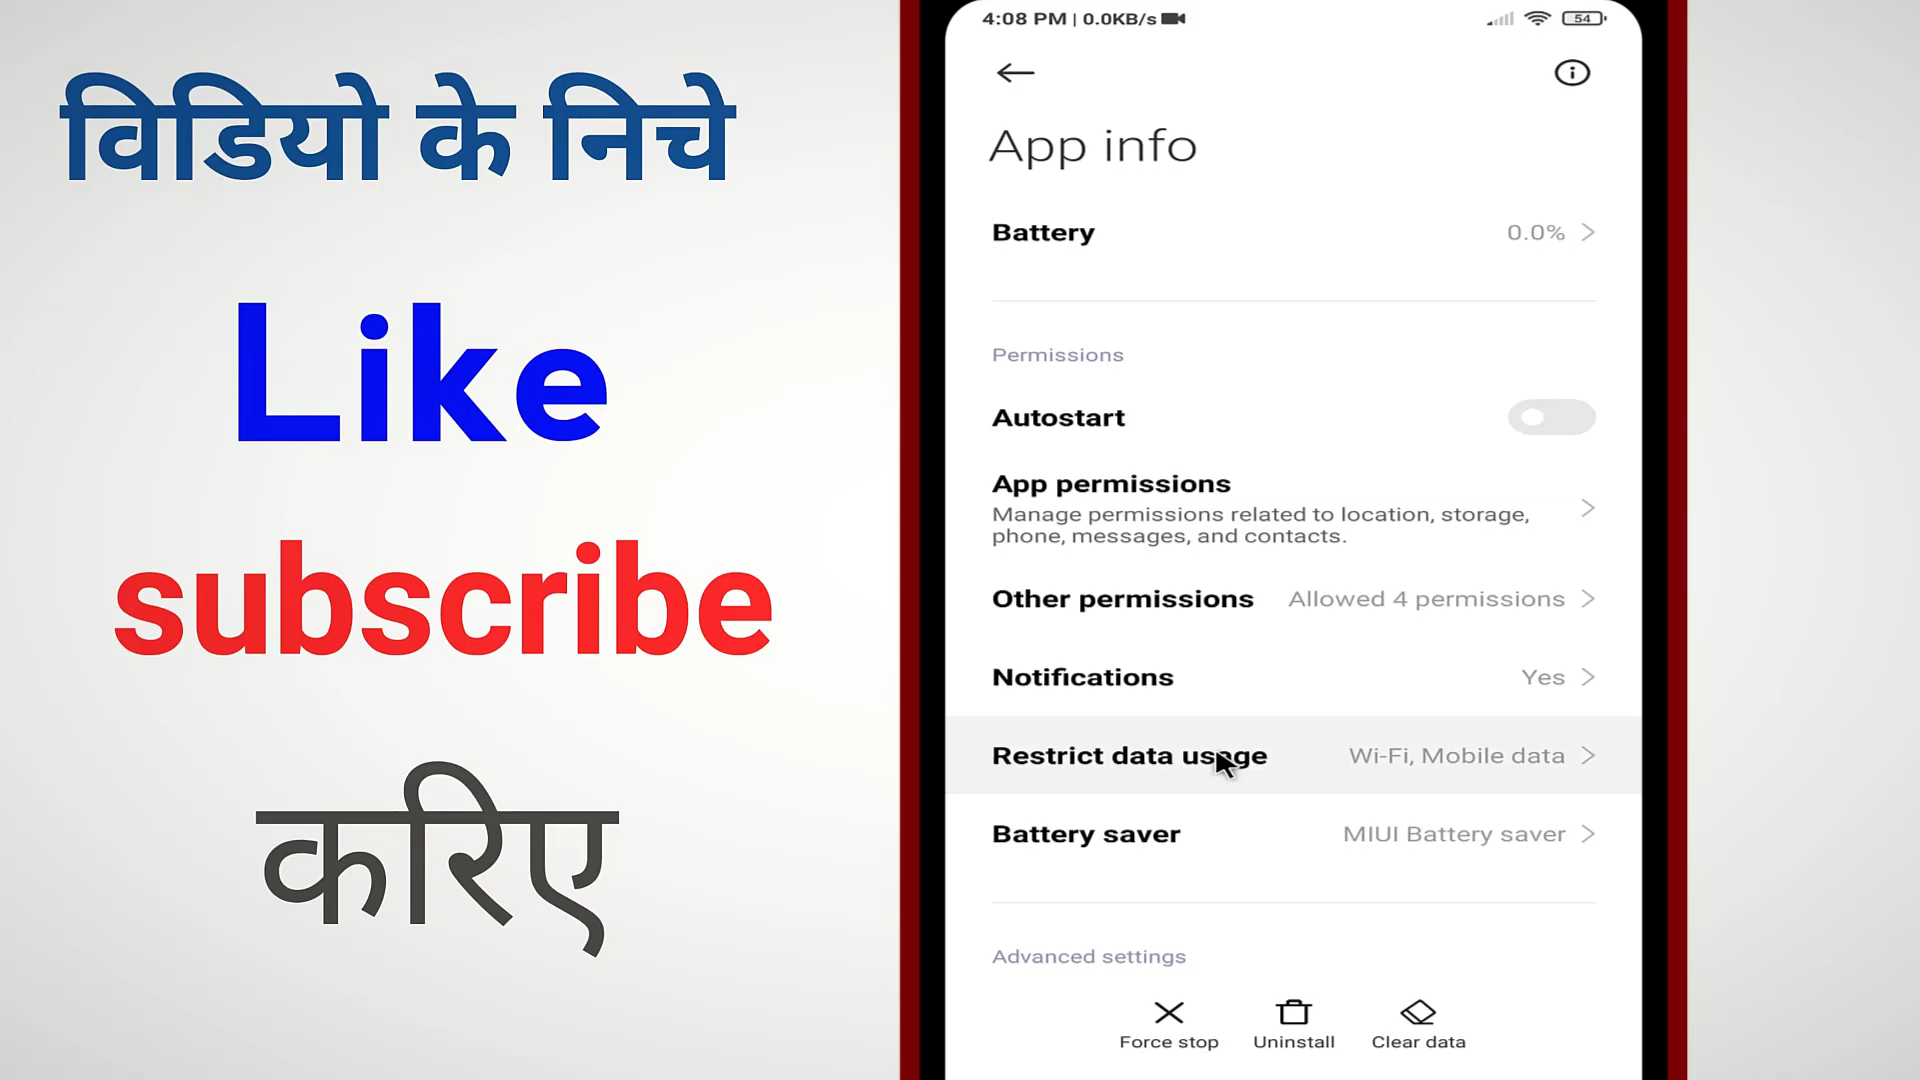 विडियो के निचे
Like
subscribe
करिए
4:08 PM | 0.0KB/s
54
App info
Battery 0.0%
Permissions
Autostart
App permissions
Manage permissions related to location, storage,
phone, messages, and contacts.
Other permissions Allowed 4 permissions
Notifications Yes
Restrict data usage Wi-Fi, Mobile data
Battery saver MIUI Battery saver
Advanced settings
Force stop Uninstall Clear data